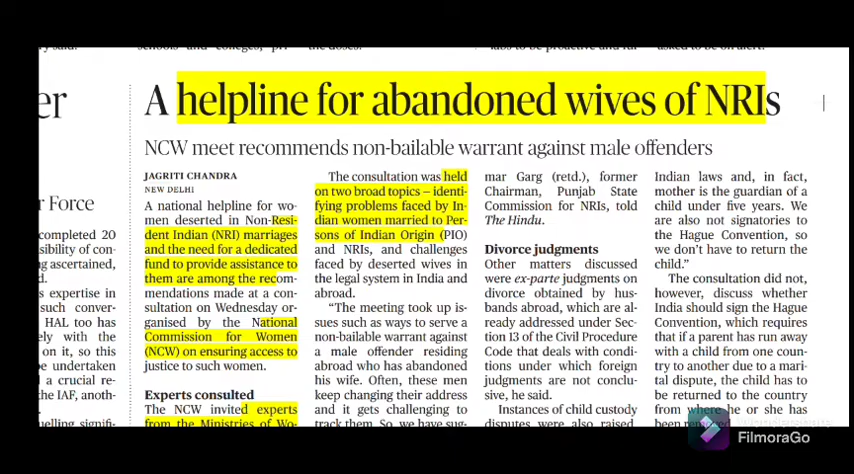 er
r Force
completed 20
sibility of con-
g ascertained,
d.
s expertise in
such conver-
HAL too has
ely with the
on it, so this
be undertaken
a crucial re-
the IAF, anoth-
uelling signifi-
A helpline for abandoned wives of NRIs
NCW meet recommends non-bailable warrant against male offenders
JAGRITI CHANDRA
NEW DELHI
A national helpline for wo-
men deserted in Non-Resi-
dent Indian (NRI) marriages
and the need for a dedicated
fund to provide assistance to
them are among the recom-
mendations made at a con-
sultation on Wednesday or-
ganised by the National
Commission for Women
(NCW) on ensuring access to
justice to such women.
Experts consulted
The NCW invited experts
from the Ministries of Wo-
The consultation was held
on two broad topics – identi-
fying problems faced by In-
dian women married to Per-
sons of Indian Origin (PIO)
and NRIs, and challenges
faced by deserted wives in
the legal system in India and
abroad.
"The meeting took up is-
sues such as ways to serve a
non-bailable warrant against
a male offender residing
abroad who has abandoned
his wife. Often, these men
keep changing their address
and it gets challenging to
track them. So, we have sug-
mar Garg (retd.), former
Chairman, Punjab State
Commission for NRIs, told
The Hindu.
Divorce judgments
Other matters discussed
were ex-parte judgments on
divorce obtained by hus-
bands abroad, which are al-
ready addressed under Sec-
tion 13 of the Civil Procedure
Code that deals with condi-
tions under which foreign
judgments are not conclu-
sive, he said.
Instances of child custody
disputes were also raised.
Indian laws and, in fact,
mother is the guardian of a
child under five years. We
are also not signatories to
the Hague Convention, so
we don't have to return the
child."
The consultation did not,
however, discuss whether
India should sign the Hague
Convention, which requires
that if a parent has run away
with a child from one coun-
try to another due to a mari-
tal dispute, the child has to
be returned to the country
from where he or she has
been
FilmoraGo